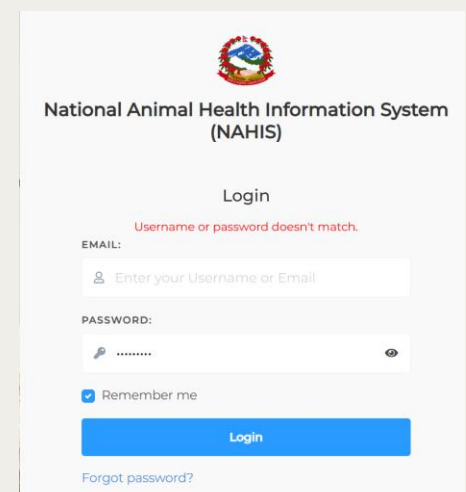 National Animal Health Information System
(NAHIS)
Login
Username or password doesn't match.
EMAIL:
Enter your Username or Email
PASSWORD:
•••••••••
Remember me
Login
Forgot password?